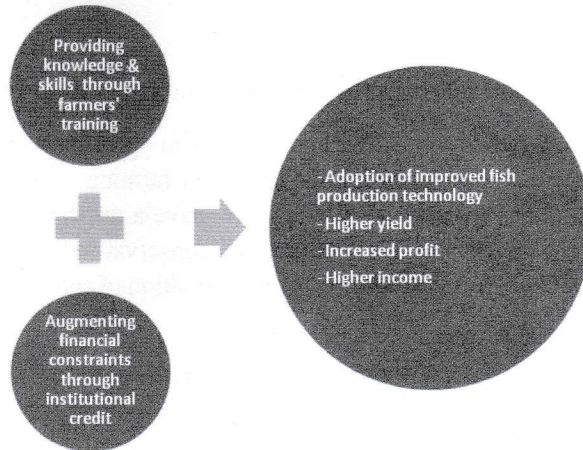 Providing
knowledge &
skills through
farmers'
training
Augmenting
financial
constraints
through
institutional
credit
- Adoption of improved fish
production technology
- Higher yield
- Increased profit
- Higher income